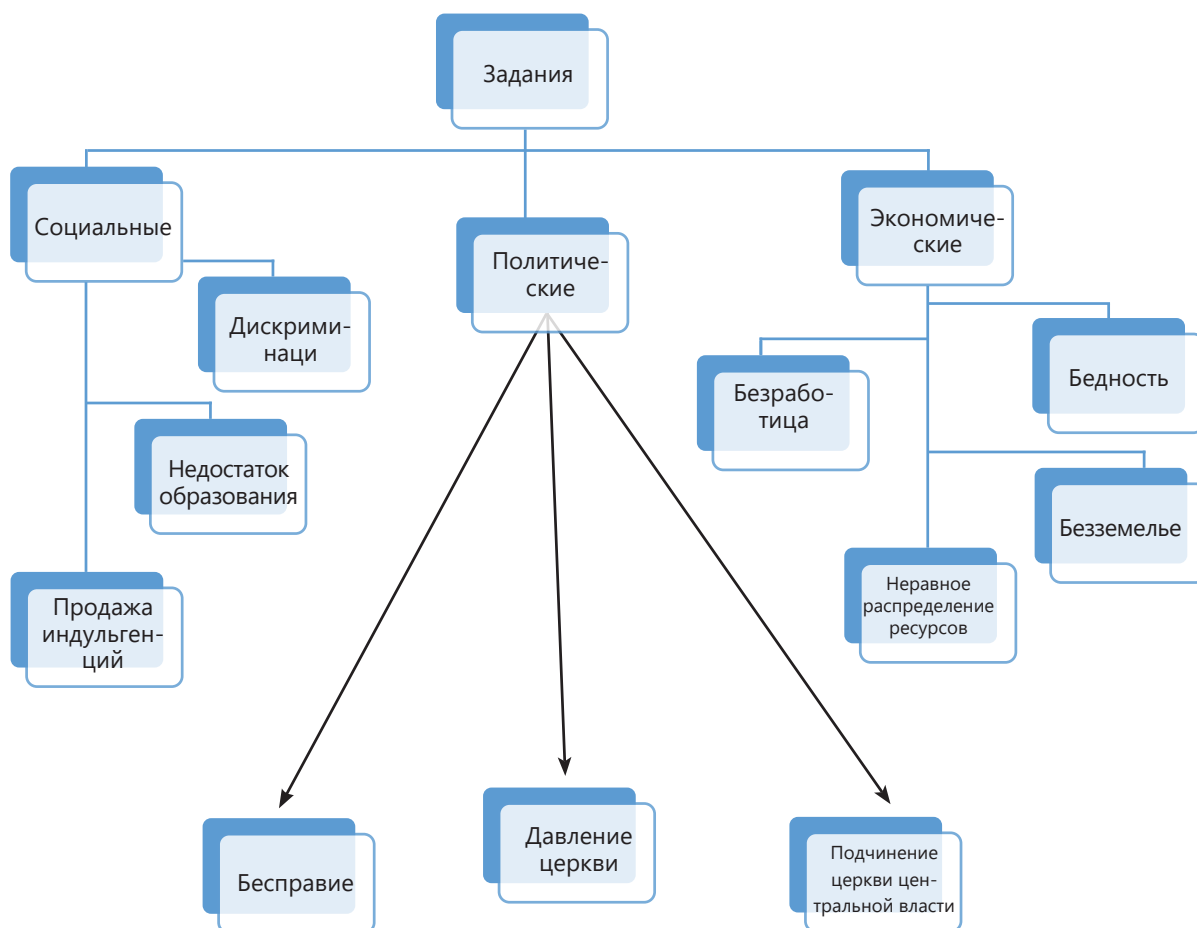 Задания
Социальные
Политиче-
ские
Экономиче-
ские
Дискрими-
наци
Недостаток
образования
Продажа
индульген-
ций
Безрабо-
тица
Бедность
Безземелье
Неравное
распределение
ресурсов
Бесправие
Давление
церкви
Подчинение
церкви цен-
тральной власти